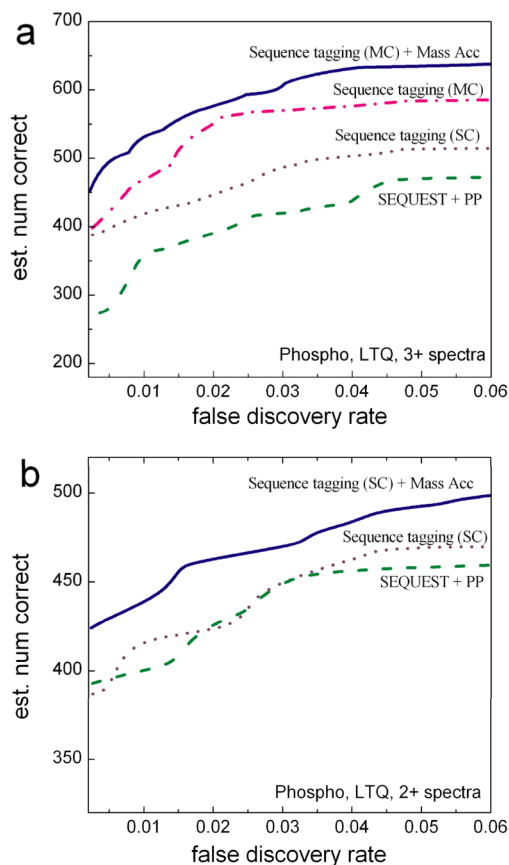 a
700
600
500
400
300
200
est. num correct
Sequence tagging (MC) + Mass Acc
Sequence tagging (MC)
Sequence tagging (SC)
SEQUEST + PP
Phospho, LTQ, 3+ spectra
0.01 0.02 0.03 0.04 0.05 0.06
false discovery rate
b
500
450
400
350
est. num correct
Sequence tagging (SC) + Mass Acc
Sequence tagging (SC)
SEQUEST + PP
Phospho, LTQ, 2+ spectra
0.01 0.02 0.03 0.04 0.05 0.06
false discovery rate